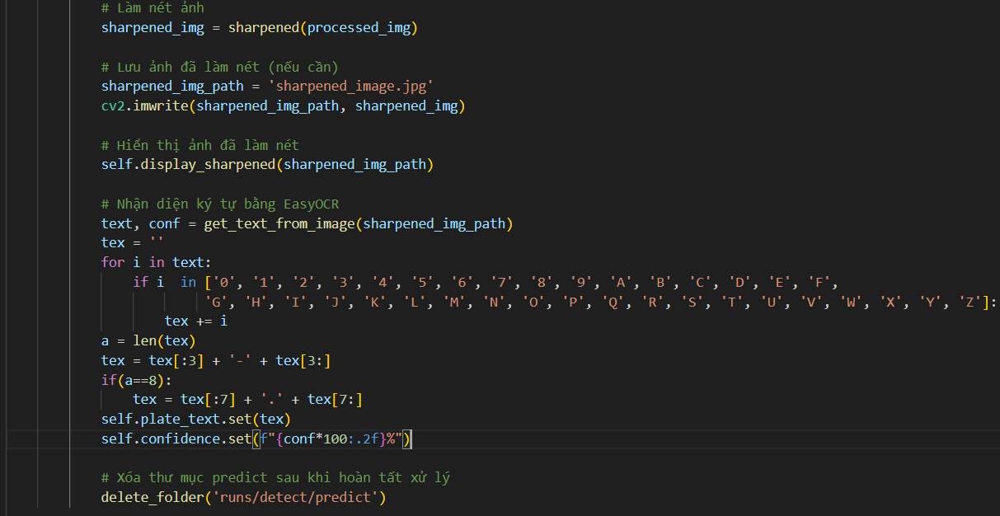 # Làm nét ảnh
sharpened_img = sharpened(processed_img)
# Lưu ảnh đã làm nét (nếu cần)
sharpened_img_path = 'sharpened_image.jpg'
cv2.imwrite(sharpened_img_path, sharpened_img)
# Hiển thị ảnh đã làm nét
self.display_sharpened(sharpened_img_path)
# Nhận diện ký tự bằng EasyOCR
text, conf = get_text_from_image(sharpened_img_path)
tex = ''
for i in text:
if i  in ['0', '1', '2', '3', '4', '5', '6', '7', '8', '9', 'A', 'B', 'C', 'D', 'E', 'F',
'G', 'H', 'I', 'J', 'K', 'L', 'M', 'N', 'O', 'P', 'Q', 'R', 'S', 'T', 'U', 'V', 'W', 'X', 'Y', 'Z']:
tex += i
a = len(tex)
tex = tex[:3] + '-' + tex[3:]
if(a==8):
tex = tex[:7] + '.' + tex[7:]
self.plate_text.set(tex)
self.confidence.set(f"{conf*100:.2f}%")
# Xóa thư mục predict sau khi hoàn tất xử lý
delete_folder('runs/detect/predict')